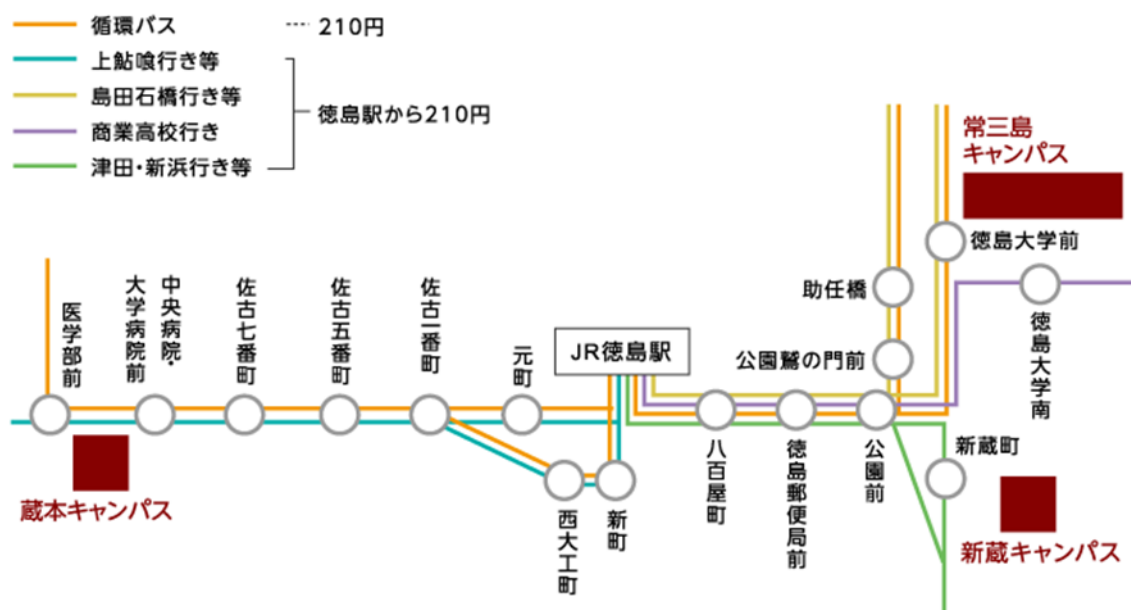 循環バス ---- 210円
上鮎喰行き等
島田石橋行き等
徳島駅から210円
商業高校行き
津田・新浜行き等
常三島
キャンパス
徳島大学前
助任橋
公園鷲の門前
徳島大学南
JR徳島駅
医学部前
中央病院・
大学病院前
佐古七番町
佐古五番町
佐古一番町
元町
西大工町
新町
八百屋町
徳島郵便局前
公園前
新蔵町
蔵本キャンパス
新蔵キャンパス